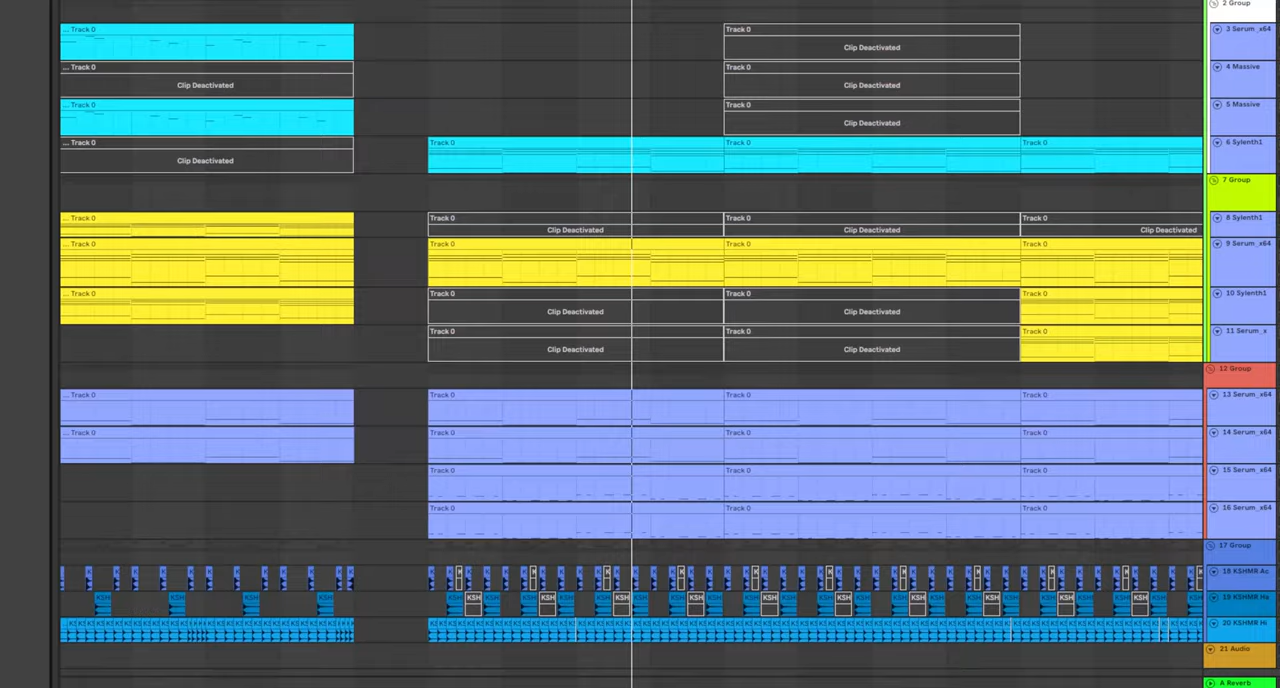 2 Group
... Track 0 Track 0 3 Serum_x64
Clip Deactivated
... Track 0 Track 0 4 Massive
Clip Deactivated Clip Deactivated
... Track 0 Track 0 5 Massive
Clip Deactivated
... Track 0 Track 0 Track 0 Track 0 6 Sylenth1
Clip Deactivated
7 Group
... Track 0 Track 0 Track 0 Track 0 8 Sylenth1
Clip Deactivated Clip Deactivated Clip Deactivated
... Track 0 Track 0 Track 0 Track 0 9 Serum_x64
... Track 0 Track 0 Track 0 Track 0 10 Sylenth1
Clip Deactivated Clip Deactivated
Track 0 Track 0 Track 0 11 Serum_x
Clip Deactivated Clip Deactivated
12 Group
... Track 0 Track 0 Track 0 Track 0 13 Serum_x64
... Track 0 Track 0 Track 0 Track 0 14 Serum_x64
Track 0 Track 0 Track 0 15 Serum_x64
Track 0 Track 0 Track 0 16 Serum_x64
17 Group
18 KSHMR Ac
19 KSHMR Ha
20 KSHMR Hi
21 Audio
A Reverb